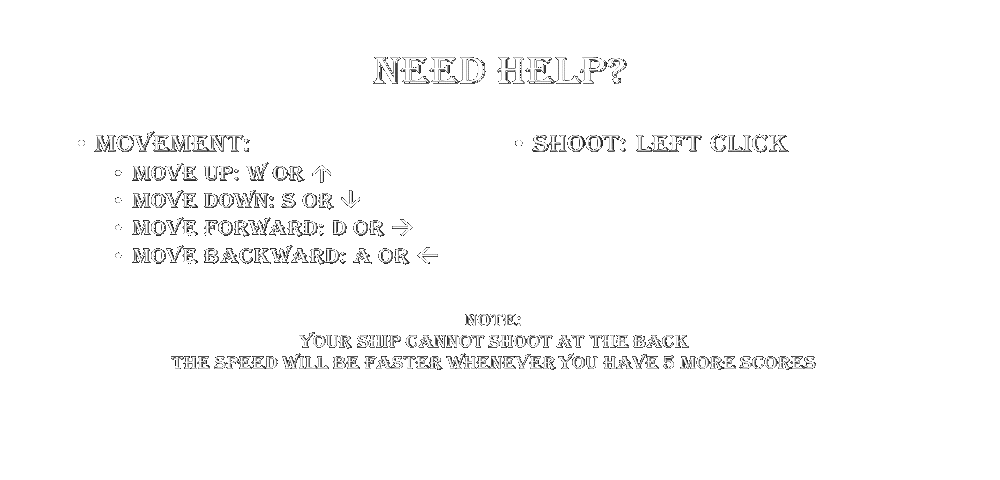 NEED HELP?
• MOVEMENT:
• MOVE UP: W OR ↑
• MOVE DOWN: S OR ↓
• MOVE FORWARD: D OR →
• MOVE BACKWARD: A OR ←
• SHOOT: LEFT CLICK
NOTE:
YOUR SHIP CANNOT SHOOT AT THE BACK
THE SPEED WILL BE FASTER WHENEVER YOU HAVE 5 MORE SCORES